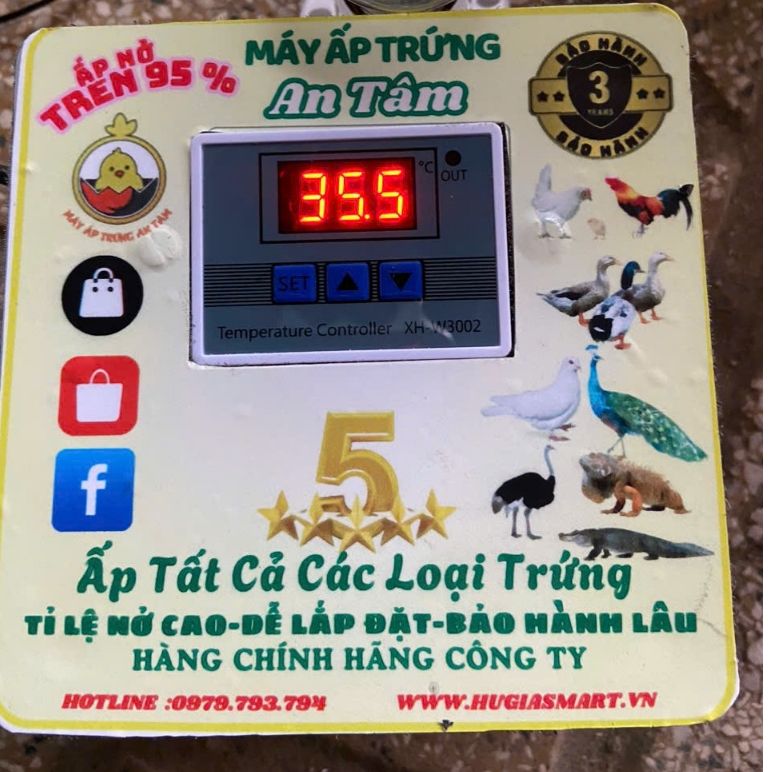 ẤP NỞ
TRÊN 95 %
MÁY ẤP TRỨNG
An Tâm
BẢO HÀNH
3
YEARS
BẢO HÀNH
MÁY ẤP TRỨNG AN TÂM
35.5
°C
OUT
SET
Temperature Controller XH-W3002
f
5
Ấp Tất Cả Các Loại Trứng
TỈ LỆ NỞ CAO-DỄ LẮP ĐẶT-BẢO HÀNH LÂU
HÀNG CHÍNH HÃNG CÔNG TY
HOTLINE :0979.793.794
WWW.HUGIASMART.VN